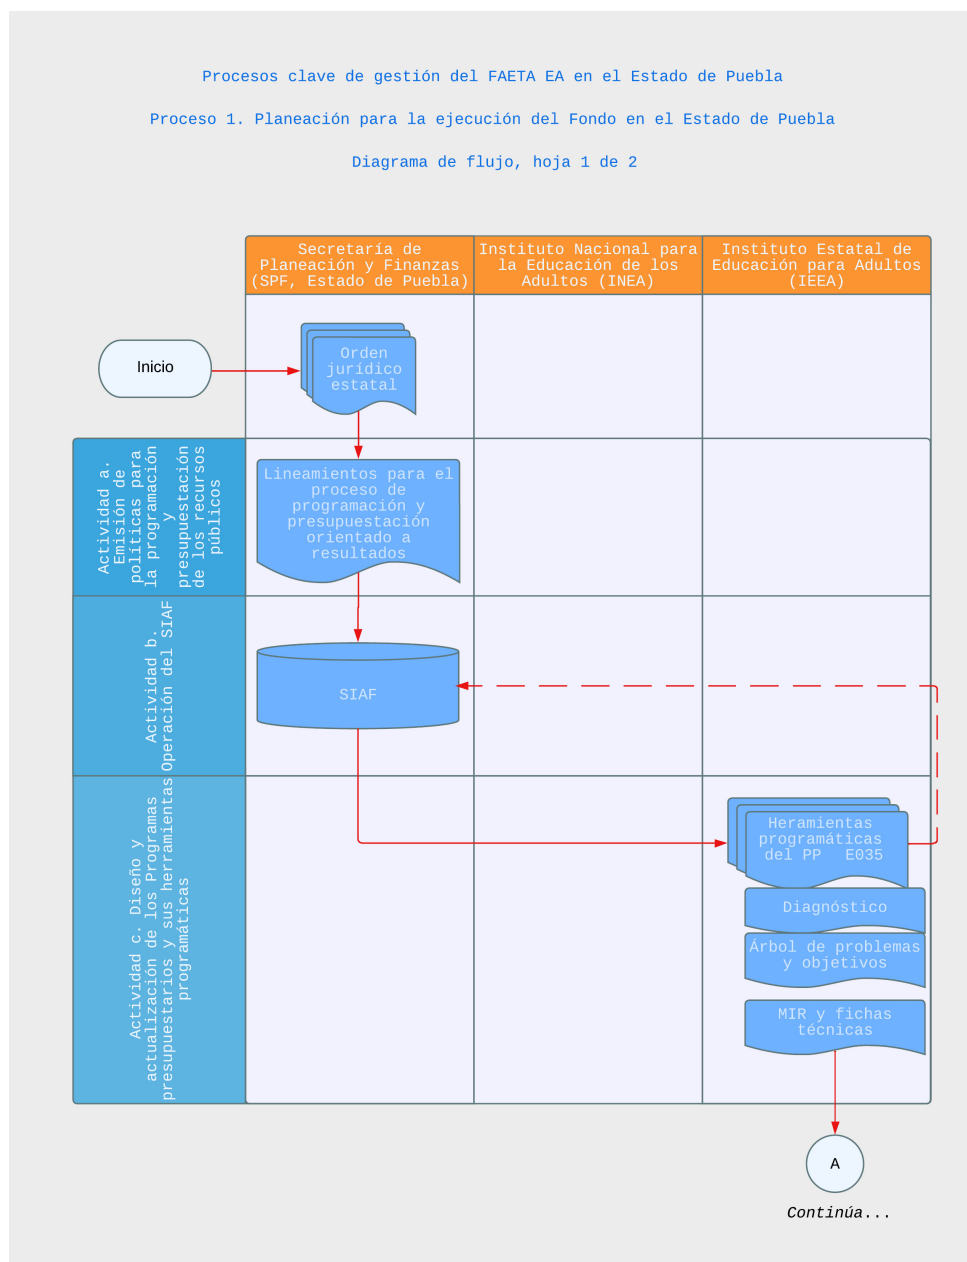 Procesos clave de gestión del FAETA EA en el Estado de Puebla
Proceso 1. Planeación para la ejecución del Fondo en el Estado de Puebla
Diagrama de flujo, hoja 1 de 2
Secretaría de
Planeación y Finanzas
(SPF, Estado de Puebla)
Instituto Nacional para
la Educación de los
Adultos (INEA)
Instituto Estatal de
Educación para Adultos
(IEEA)
Inicio
Orden
jurídico
estatal
Actividad a.
Emisión de
políticas para
la programación
y
presupuestación
de los recursos
públicos
Lineamientos para el
proceso de
programación y
presupuestación
orientado a
resultados
Actividad b.
Operación del SIAF
SIAF
Actividad c. Diseño y
actualización de los Programas
presupuestarios y sus herramientas
programáticas
Heramientas
programáticas
del PP   E035
Diagnóstico
Árbol de problemas
y objetivos
MIR y fichas
técnicas
A
Continúa...